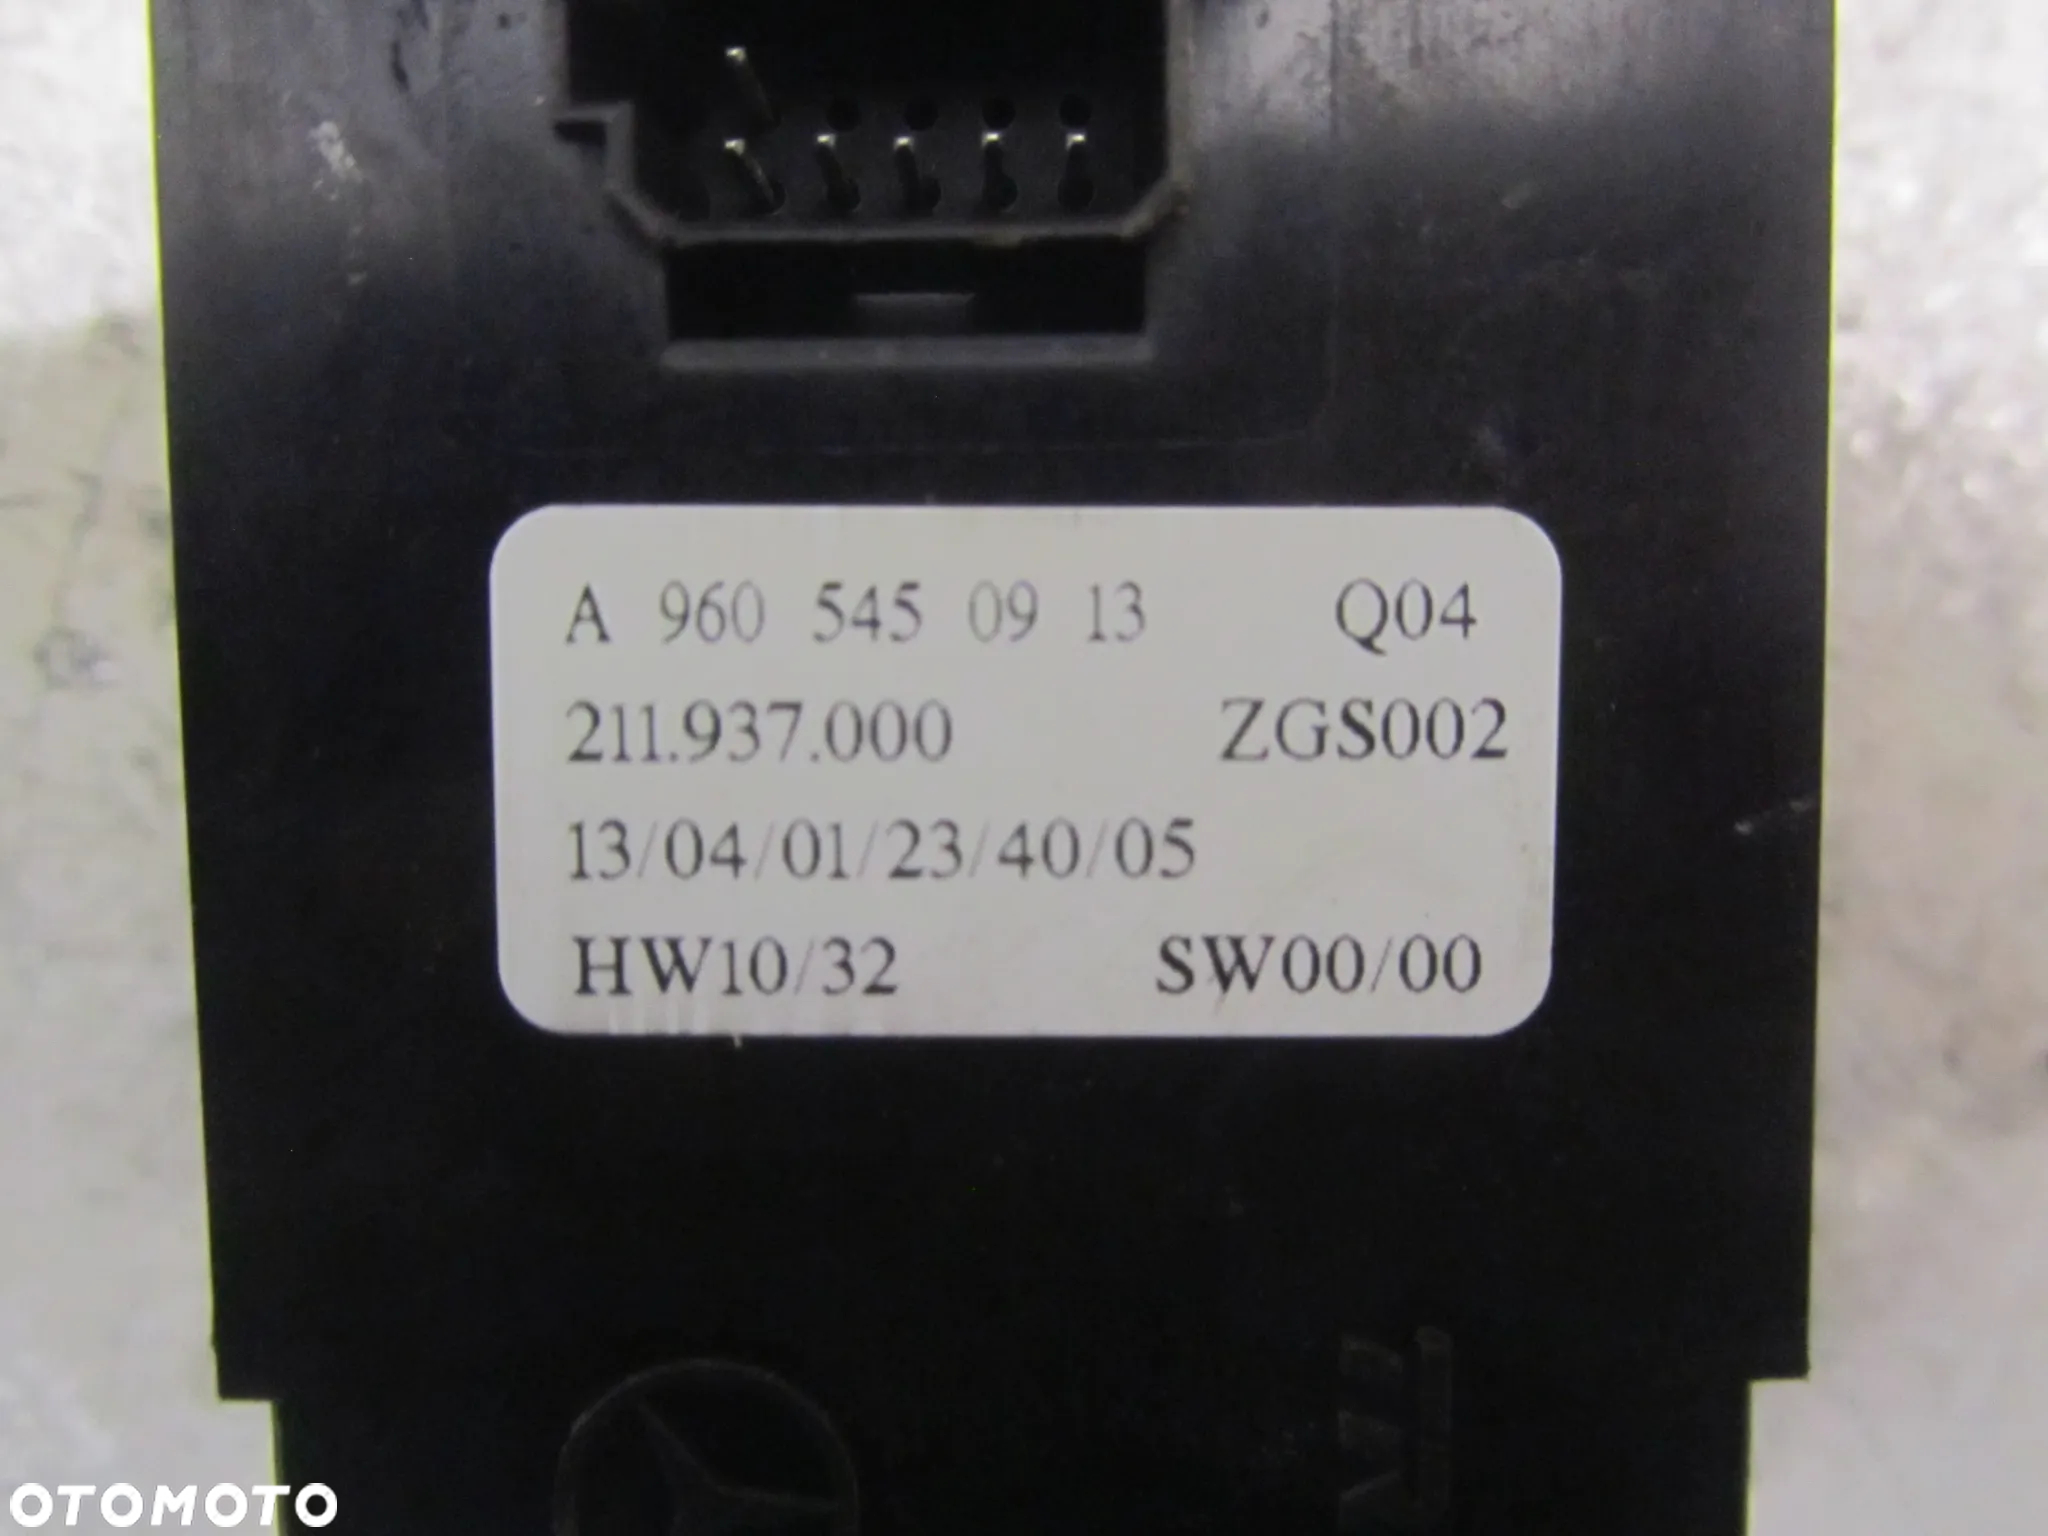 A 960 545 09 13 Q04
211.937.000 ZGS002
13/04/01/23/40/05
HW10/32 SW00/00
OTOMOTO